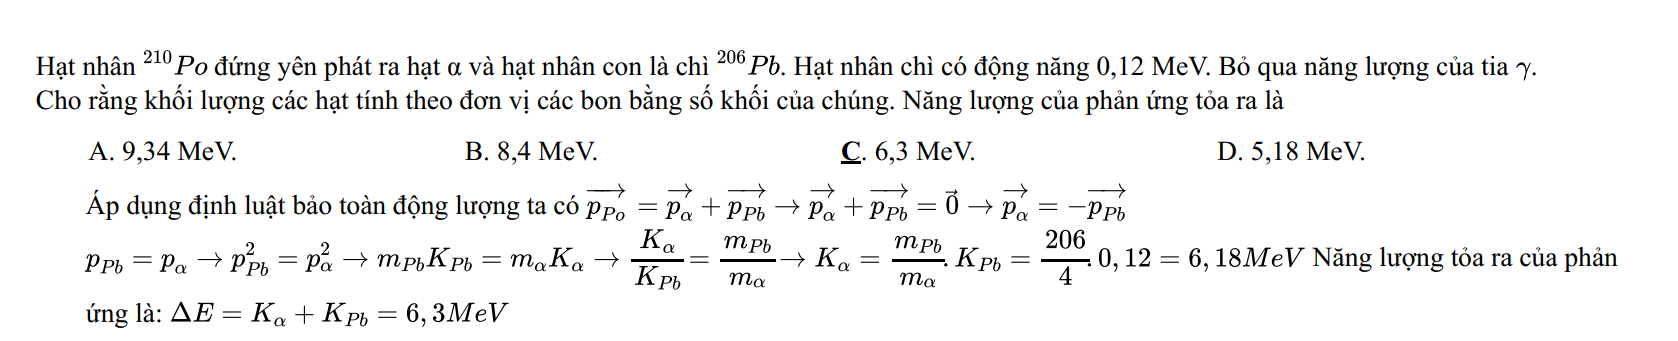 Hạt nhân $^{210}Po$ đứng yên phát ra hạt α và hạt nhân con là chì $^{206}Pb$. Hạt nhân chì có động năng 0,12 MeV. Bỏ qua năng lượng của tia γ.
Cho rằng khối lượng các hạt tính theo đơn vị các bon bằng số khối của chúng. Năng lượng của phản ứng tỏa ra là
A. 9,34 MeV. B. 8,4 MeV. C. 6,3 MeV. D. 5,18 MeV.
Áp dụng định luật bảo toàn động lượng ta có $\overrightarrow{p_{Po}} = \overrightarrow{p_\alpha} + \overrightarrow{p_{Pb}} \rightarrow \overrightarrow{p_\alpha} + \overrightarrow{p_{Pb}} = \vec{0} \rightarrow \overrightarrow{p_\alpha} = -\overrightarrow{p_{Pb}}$
$p_{Pb} = p_\alpha \rightarrow p_{Pb}^2 = p_\alpha^2 \rightarrow m_{Pb}K_{Pb} = m_\alpha K_\alpha \rightarrow \frac{K_\alpha}{K_{Pb}} = \frac{m_{Pb}}{m_\alpha} \rightarrow K_\alpha = \frac{m_{Pb}}{m_\alpha}.K_{Pb} = \frac{206}{4}.0,12 = 6,18MeV$ Năng lượng tỏa ra của phản
ứng là: $\Delta E = K_\alpha + K_{Pb} = 6,3MeV$